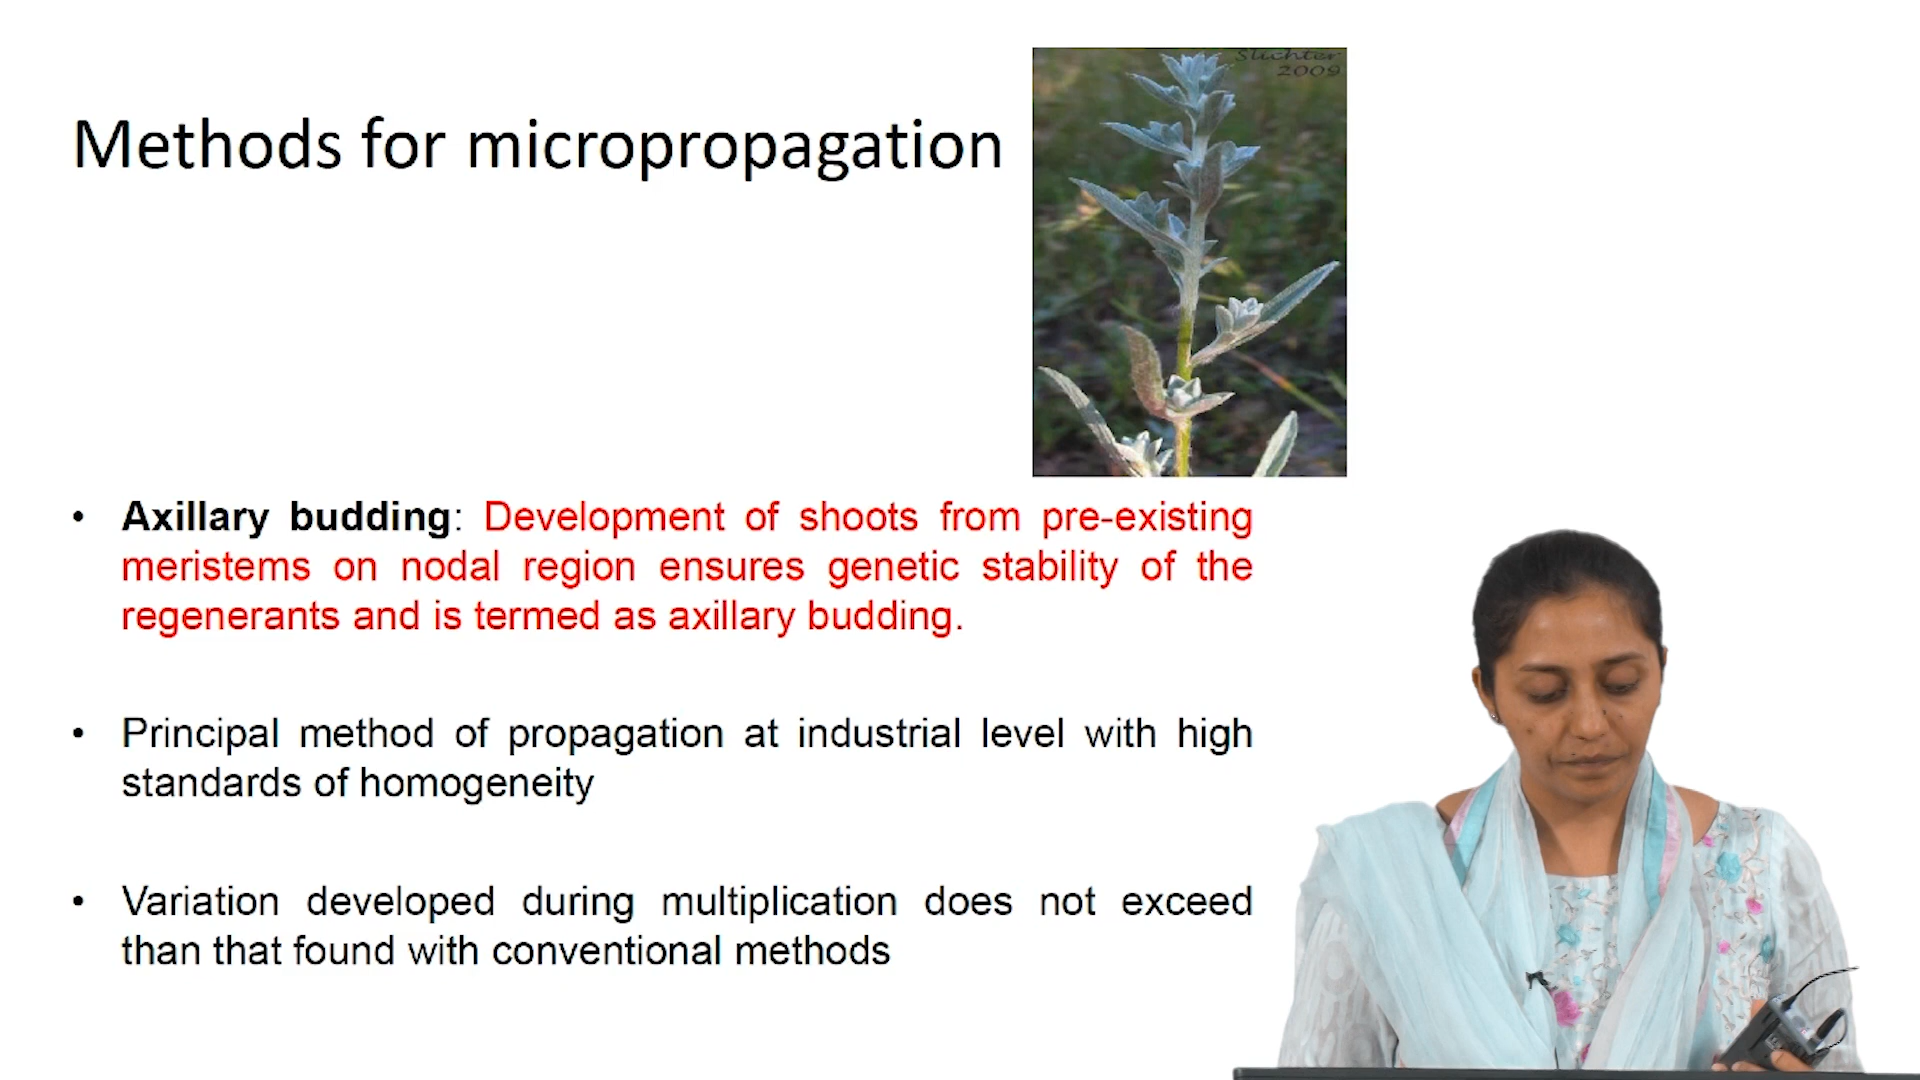 Slichter
2009
Methods for micropropagation
• Axillary budding: Development of shoots from pre-existing
meristems on nodal region ensures genetic stability of the
regenerants and is termed as axillary budding.
• Principal method of propagation at industrial level with high
standards of homogeneity
• Variation developed during multiplication does not exceed
than that found with conventional methods